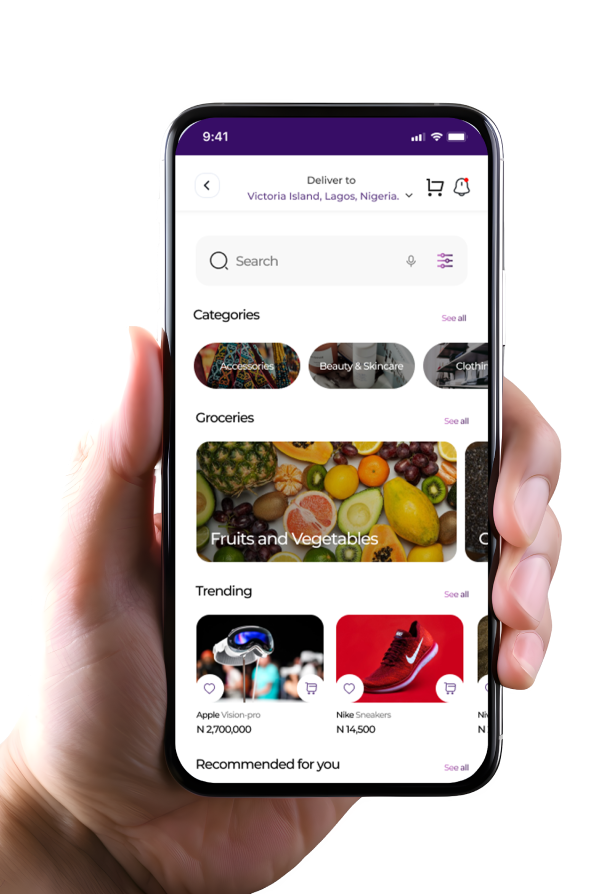 9:41
Deliver to
Victoria Island, Lagos, Nigeria.
Search
Categories
See all
Accessories
Beauty & Skincare
Clothin
Groceries
See all
Fruits and Vegetables
Trending
See all
Apple Vision-pro
N 2,700,000
Nike Sneakers
N 14,500
N
Recommended for you
See all